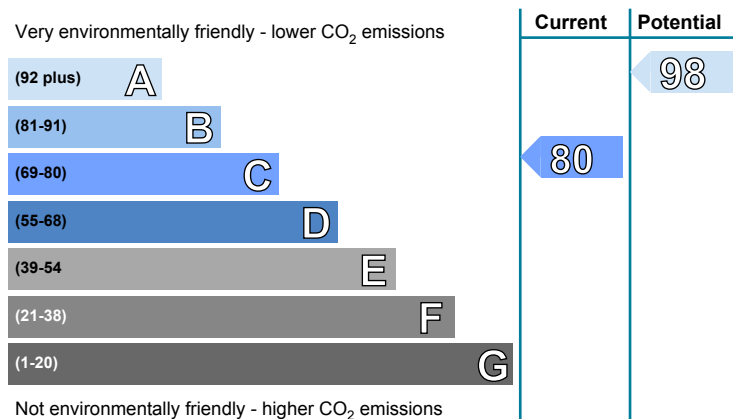 Very environmentally friendly - lower CO₂ emissions
Current
Potential
(92 plus) A
98
(81-91) B
80
(69-80) C
(55-68) D
(39-54 E
(21-38) F
(1-20) G
Not environmentally friendly - higher CO₂ emissions